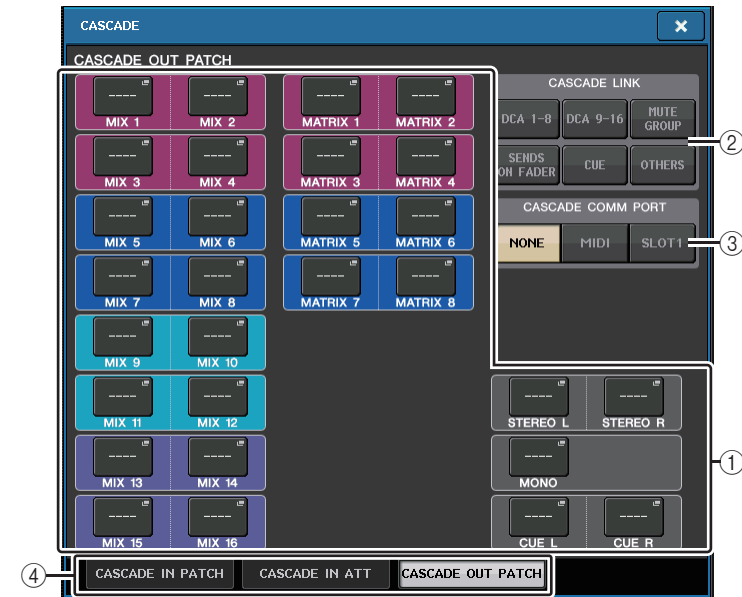 CASCADE
×
CASCADE OUT PATCH
---- ---- ---- ----
MIX 1 MIX 2 MATRIX 1 MATRIX 2
---- ---- ---- ----
MIX 3 MIX 4 MATRIX 3 MATRIX 4
---- ---- ---- ----
MIX 5 MIX 6 MATRIX 5 MATRIX 6
---- ---- ---- ----
MIX 7 MIX 8 MATRIX 7 MATRIX 8
---- ----
MIX 9 MIX 10
---- ----
MIX 11 MIX 12
---- ----
MIX 13 MIX 14
---- ----
MIX 15 MIX 16
CASCADE LINK
DCA 1-8 DCA 9-16 MUTE
GROUP
SENDS
ON FADER CUE OTHERS
②
CASCADE COMM PORT
NONE MIDI SLOT1
③
---- ----
STEREO L STEREO R
----
MONO
①
---- ----
CUE L CUE R
④
CASCADE IN PATCH CASCADE IN ATT CASCADE OUT PATCH